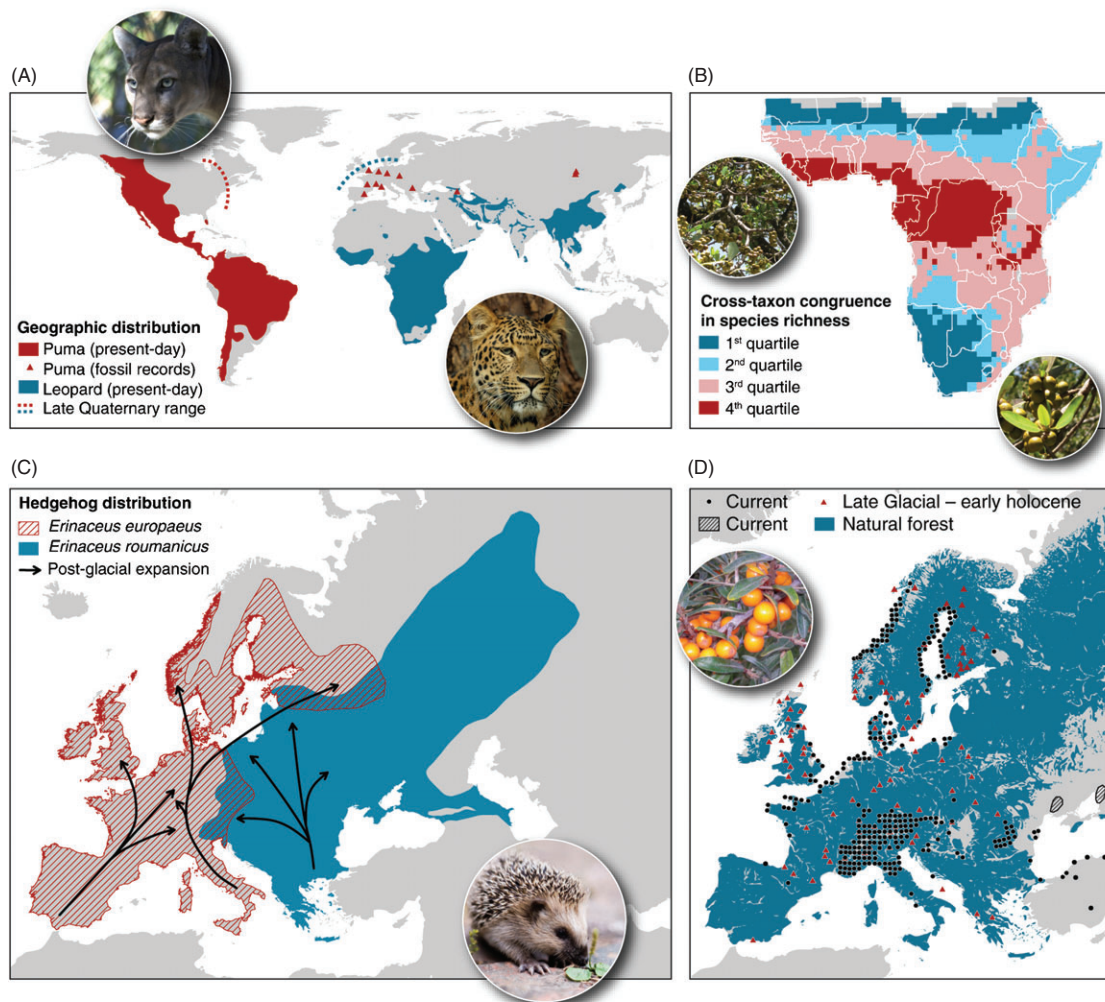 (A)
Geographic distribution
Puma (present-day)
Puma (fossil records)
Leopard (present-day)
Late Quaternary range
(B)
Cross-taxon congruence
in species richness
1st quartile
2nd quartile
3rd quartile
4th quartile
(C)
Hedgehog distribution
Erinaceus europaeus
Erinaceus roumanicus
Post-glacial expansion
(D)
Current
Late Glacial – early holocene
Current
Natural forest